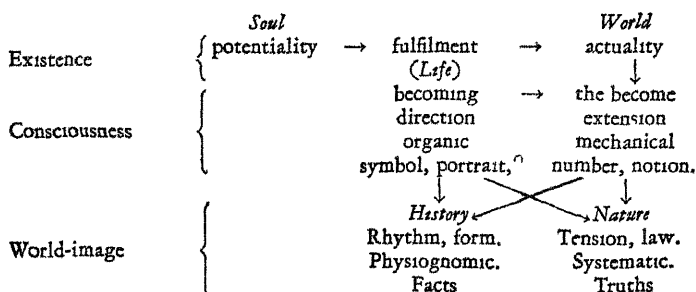 Soul World
Existence { potentiality → fulfilment → actuality
(Life)
becoming → the become
Consciousness { direction extension
organic mechanical
symbol, portrait, number, notion.
History Nature
Rhythm, form. Tension, law.
World-image { Physiognomic. Systematic.
Facts Truths